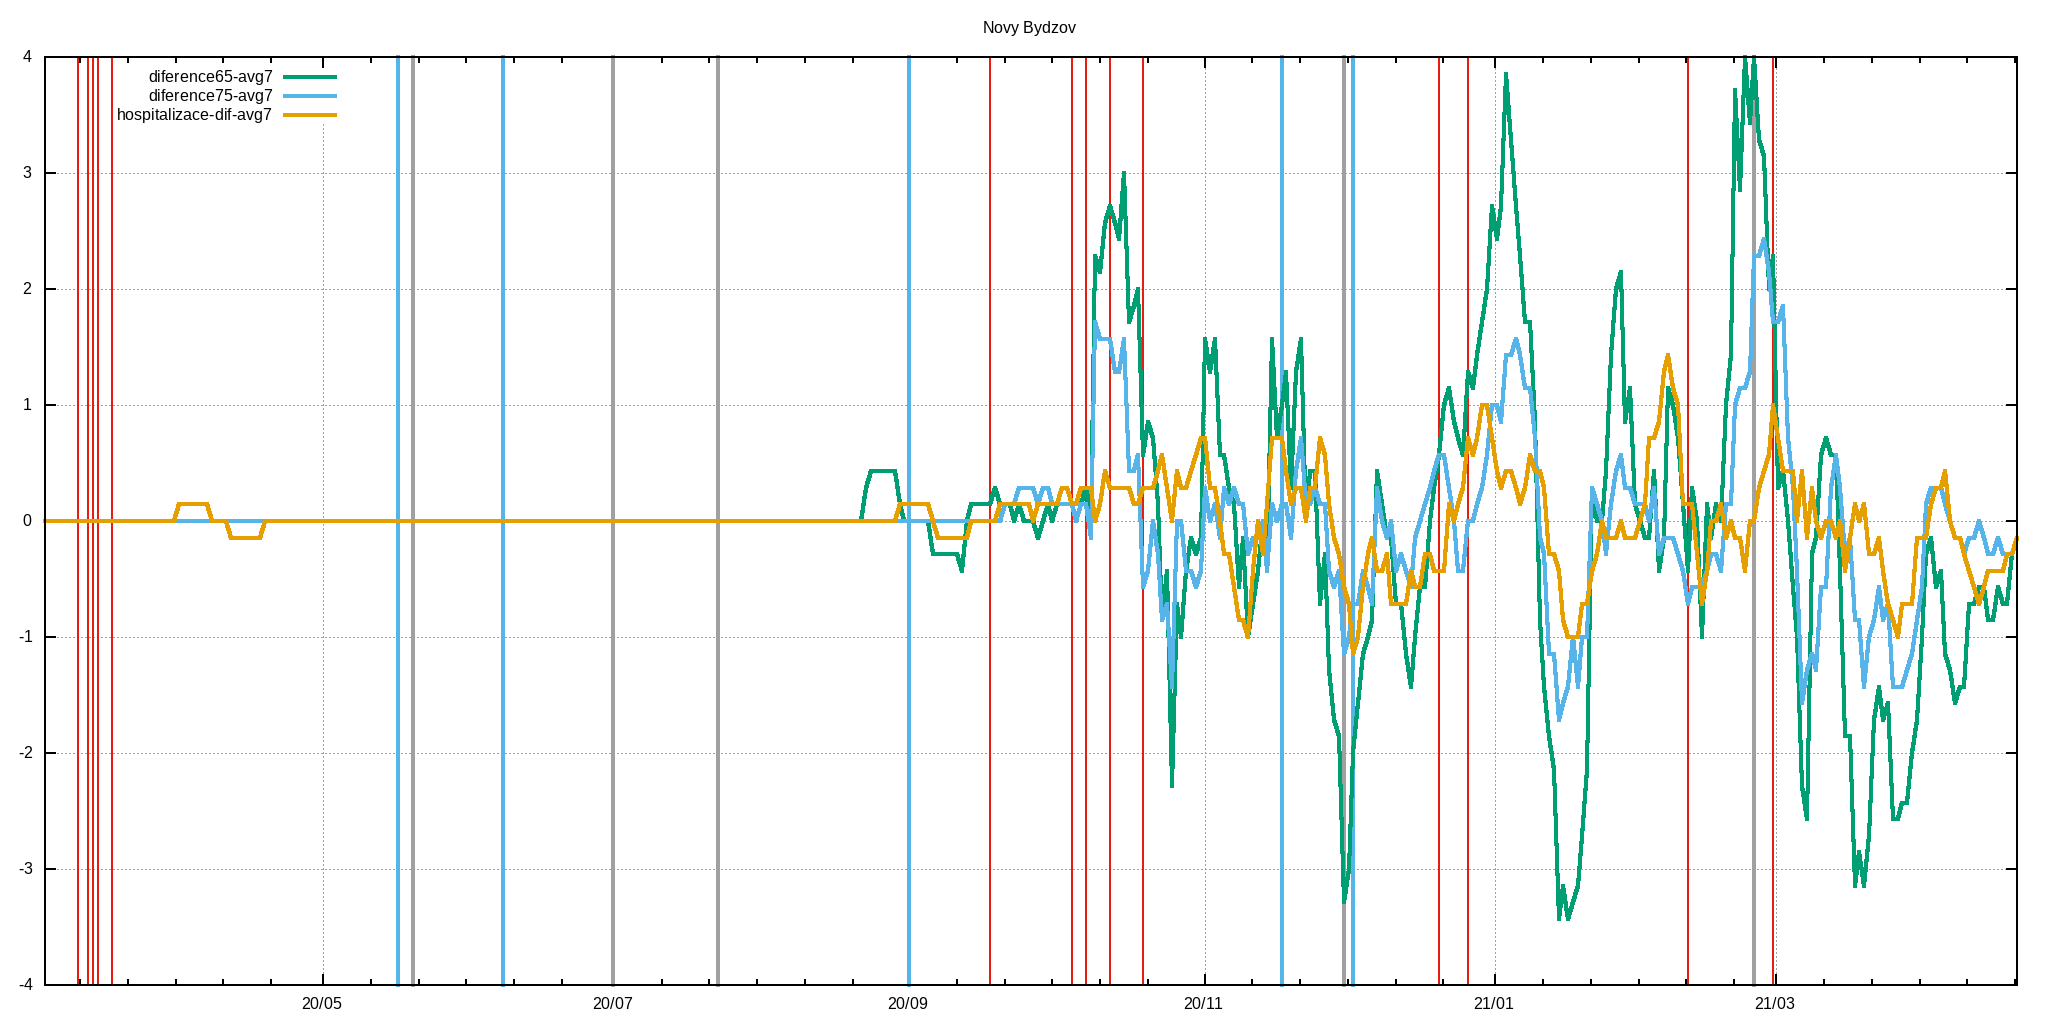 Novy Bydzov
diference65-avg7
diference75-avg7
hospitalizace-dif-avg7
4
3
2
1
0
-1
-2
-3
-4
20/05 20/07 20/09 20/11 21/01 21/03